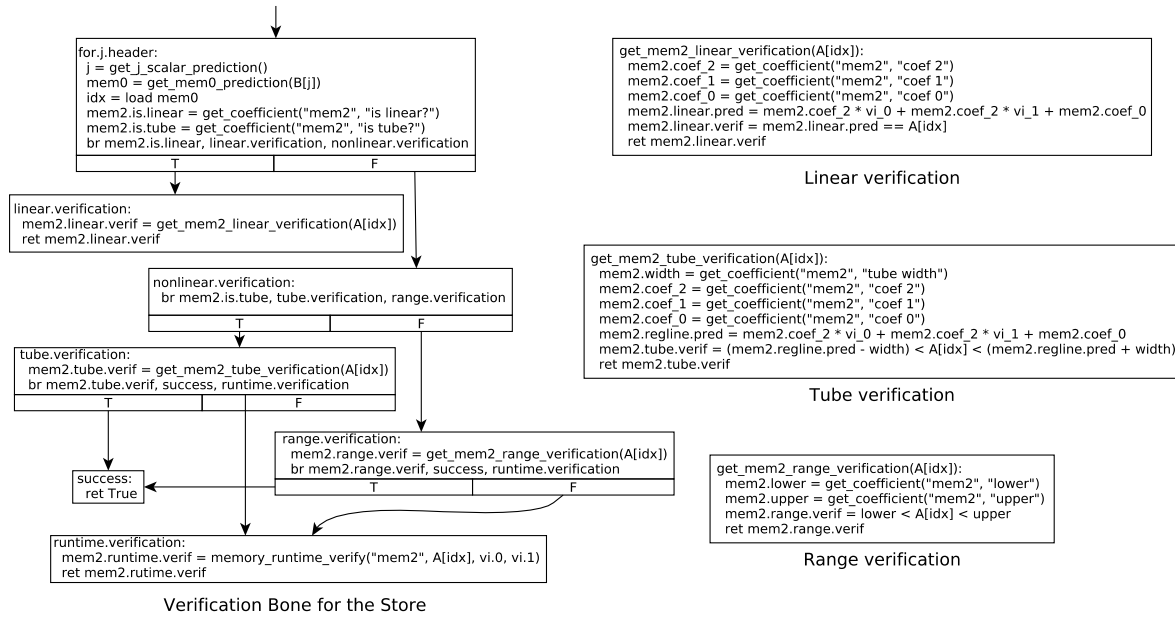 for.j.header:
j = get_j_scalar_prediction()
mem0 = get_mem0_prediction(B[j])
idx = load mem0
mem2.is.linear = get_coefficient("mem2", "is linear?")
mem2.is.tube = get_coefficient("mem2", "is tube?")
br mem2.is.linear, linear.verification, nonlinear.verification
T F
linear.verification:
mem2.linear.verif = get_mem2_linear_verification(A[idx])
ret mem2.linear.verif
nonlinear.verification:
br mem2.is.tube, tube.verification, range.verification
T F
tube.verification:
mem2.tube.verif = get_mem2_tube_verification(A[idx])
br mem2.tube.verif, success, runtime.verification
T F
range.verification:
mem2.range.verif = get_mem2_range_verification(A[idx])
br mem2.range.verif, success, runtime.verification
T F
success:
ret True
runtime.verification:
mem2.runtime.verif = memory_runtime_verify("mem2", A[idx], vi.0, vi.1)
ret mem2.rutime.verif
Verification Bone for the Store
get_mem2_linear_verification(A[idx]):
mem2.coef_2 = get_coefficient("mem2", "coef 2")
mem2.coef_1 = get_coefficient("mem2", "coef 1")
mem2.coef_0 = get_coefficient("mem2", "coef 0")
mem2.linear.pred = mem2.coef_2 * vi_0 + mem2.coef_2 * vi_1 + mem2.coef_0
mem2.linear.verif = mem2.linear.pred == A[idx]
ret mem2.linear.verif
Linear verification
get_mem2_tube_verification(A[idx]):
mem2.width = get_coefficient("mem2", "tube width")
mem2.coef_2 = get_coefficient("mem2", "coef 2")
mem2.coef_1 = get_coefficient("mem2", "coef 1")
mem2.coef_0 = get_coefficient("mem2", "coef 0")
mem2.regline.pred = mem2.coef_2 * vi_0 + mem2.coef_2 * vi_1 + mem2.coef_0
mem2.tube.verif = (mem2.regline.pred - width) < A[idx] < (mem2.regline.pred + width)
ret mem2.tube.verif
Tube verification
get_mem2_range_verification(A[idx]):
mem2.lower = get_coefficient("mem2", "lower")
mem2.upper = get_coefficient("mem2", "upper")
mem2.range.verif = lower < A[idx] < upper
ret mem2.range.verif
Range verification